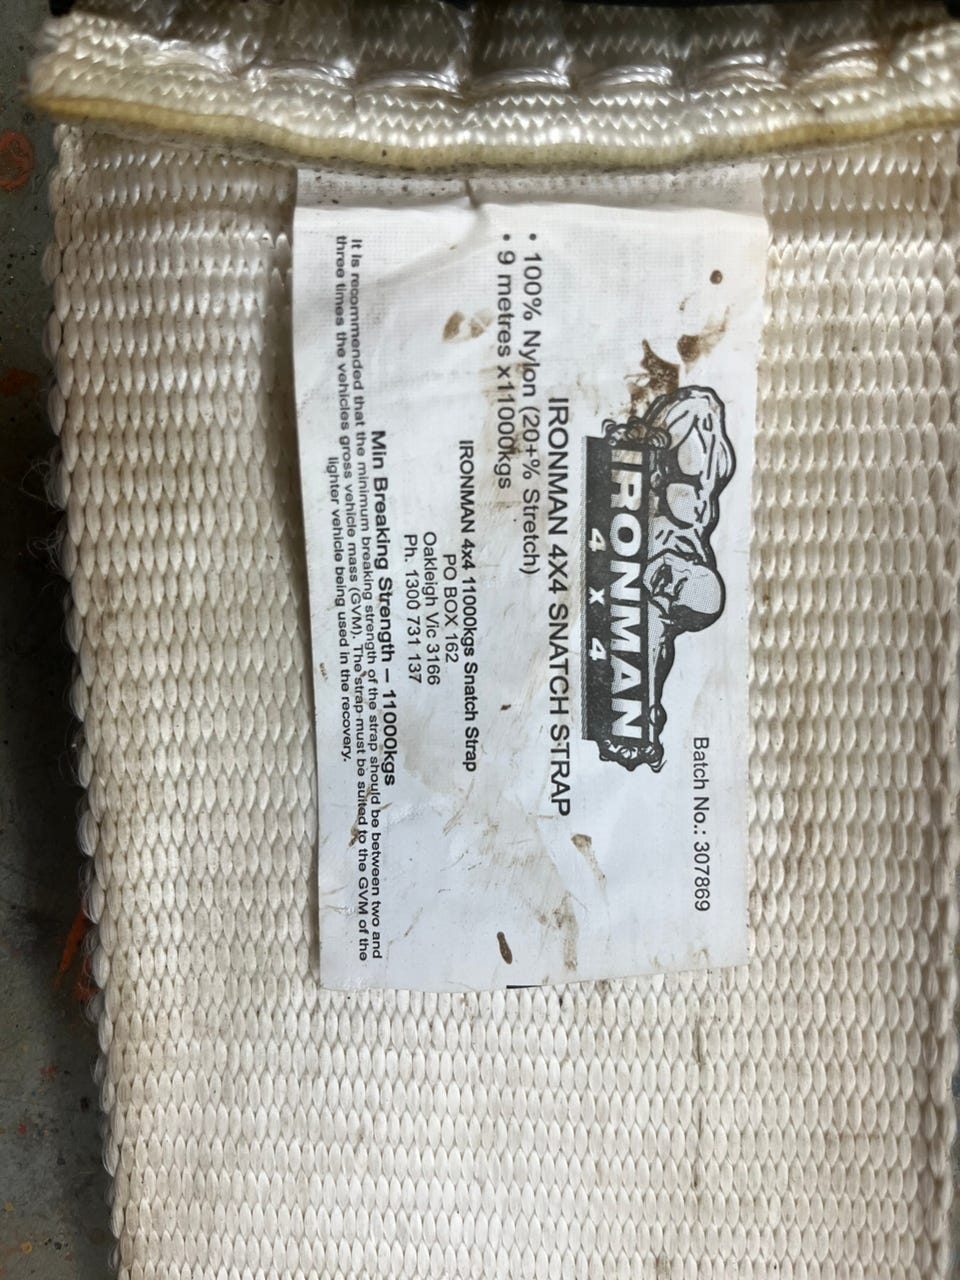 Batch No.: 307869
IRONMAN
4 X 4
IRONMAN 4X4 SNATCH STRAP
• 100% Nylon (20+% Stretch)
• 9 metres x11000kgs
IRONMAN 4x4 11000kgs Snatch Strap
PO BOX 162
Oakleigh Vic 3166
Ph. 1300 731 137
Min Breaking Strength – 11000kgs
It is recommended that the minimum breaking strength of the strap should be between two and
three times the vehicles gross vehicle mass (GVM). The strap must be suited to the GVM of the
lighter vehicle being used in the recovery.